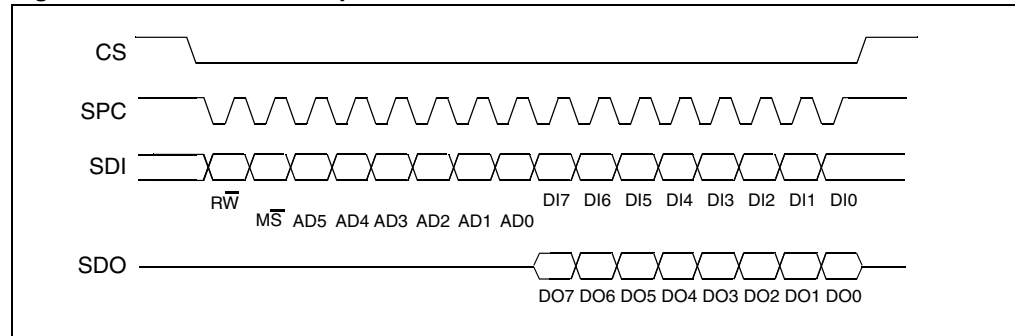 CS
SPC
SDI
RW̅
DI7 DI6 DI5 DI4 DI3 DI2 DI1 DI0
MS̅ AD5 AD4 AD3 AD2 AD1 AD0
SDO
DO7 DO6 DO5 DO4 DO3 DO2 DO1 DO0